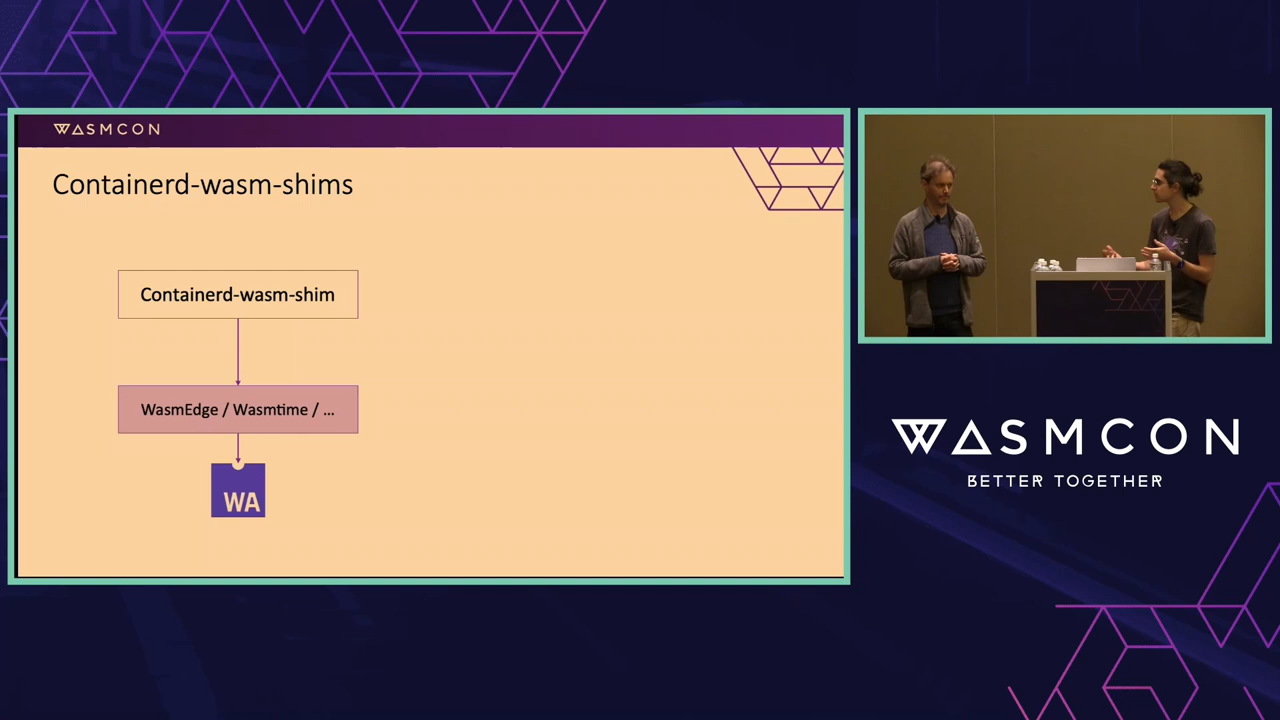 WASMCON
Containerd-wasm-shims
Containerd-wasm-shim
WasmEdge / Wasmtime / ...
WA
WASMCON
BETTER TOGETHER